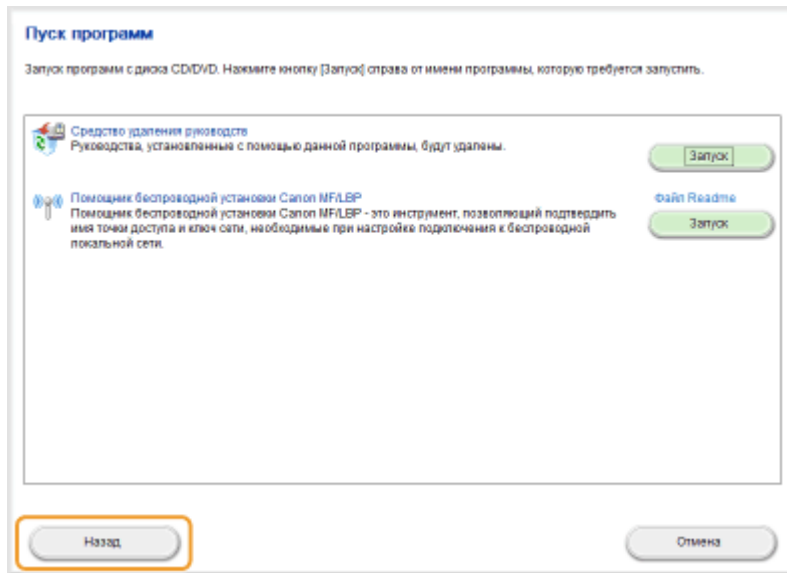 Пуск программ
Запуск программ с диска CD/DVD. Нажмите кнопку [Запуск] справа от имени программы, которую требуется запустить.
Средство удаления руководств
Руководства, установленные с помощью данной программы, будут удалены.
Запуск
Помощник беспроводной установки Canon MF/LBP
Файл Readme
Помощник беспроводной установки Canon MF/LBP - это инструмент, позволяющий подтвердить
имя точки доступа и ключ сети, необходимые при настройке подключения к беспроводной
локальной сети.
Запуск
Назад
Отмена